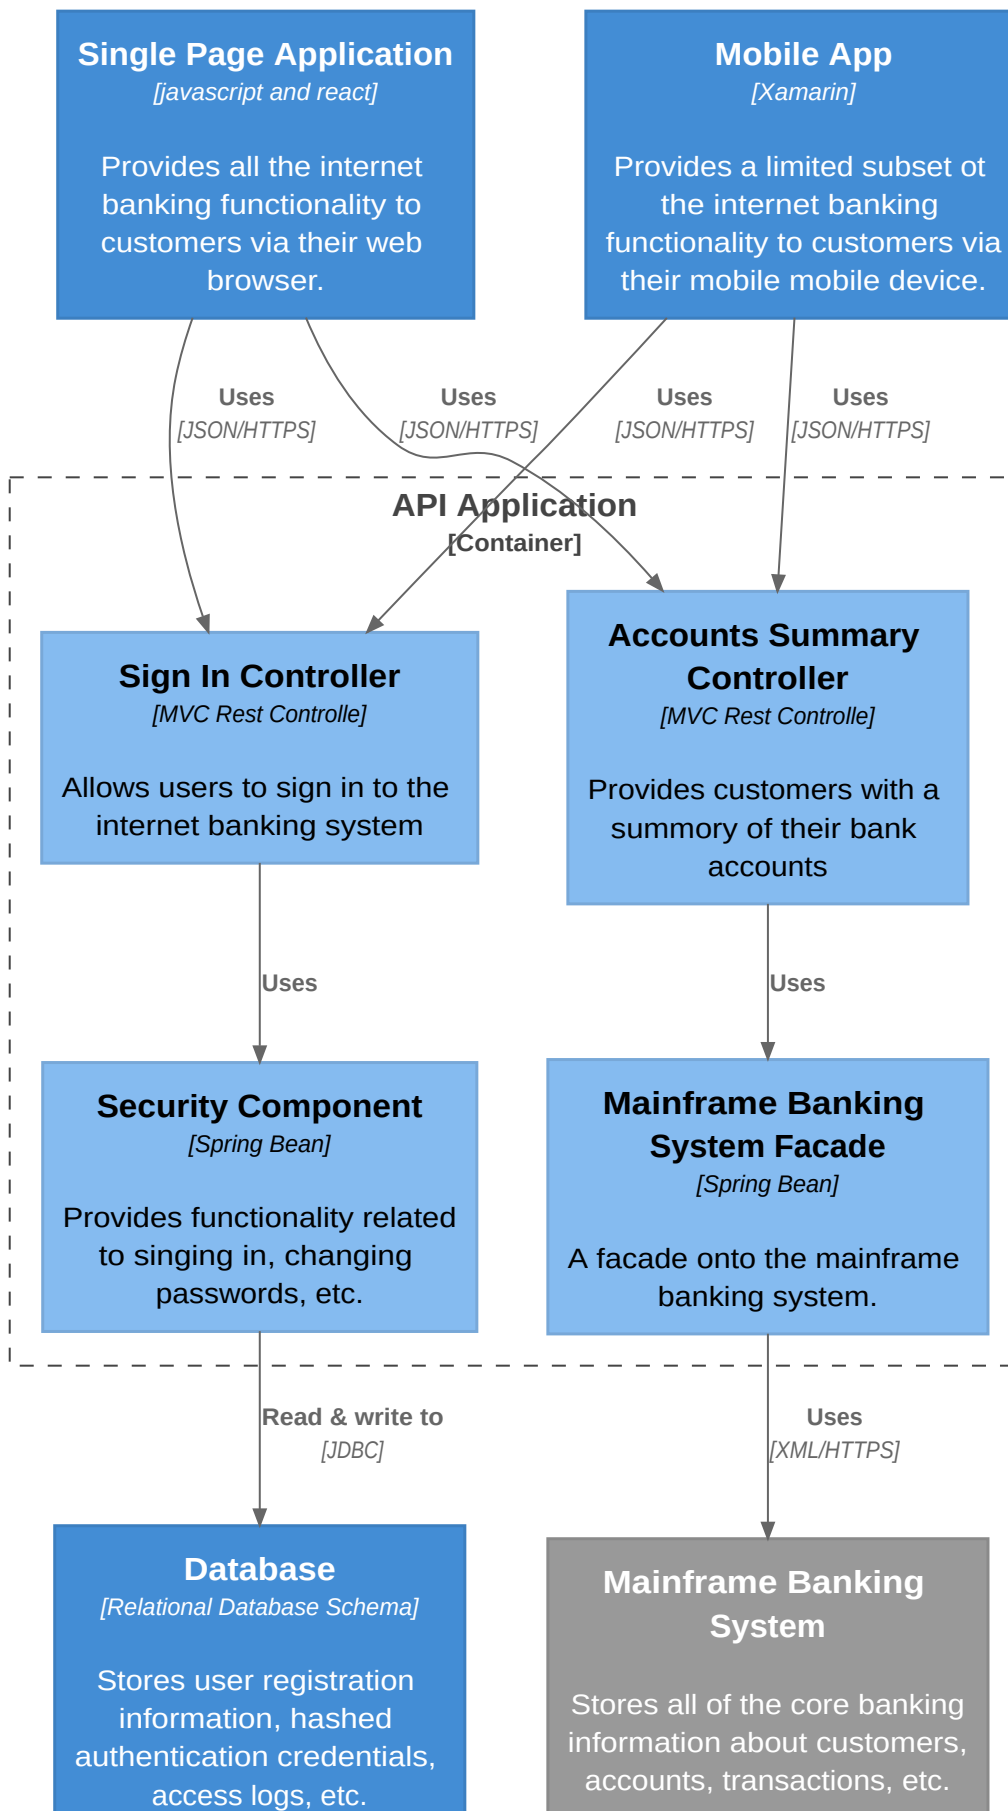 Single Page Application
[javascript and react]
Provides all the internet
banking functionality to
customers via their web
browser.
Mobile App
[Xamarin]
Provides a limited subset ot
the internet banking
functionality to customers via
their mobile mobile device.
Uses
[JSON/HTTPS]
Uses
[JSON/HTTPS]
Uses
[JSON/HTTPS]
Uses
[JSON/HTTPS]
API Application
[Container]
Sign In Controller
[MVC Rest Controlle]
Allows users to sign in to the
internet banking system
Accounts Summary
Controller
[MVC Rest Controlle]
Provides customers with a
summory of their bank
accounts
Uses
Uses
Security Component
[Spring Bean]
Provides functionality related
to singing in, changing
passwords, etc.
Mainframe Banking
System Facade
[Spring Bean]
A facade onto the mainframe
banking system.
Read & write to
[JDBC]
Uses
[XML/HTTPS]
Database
[Relational Database Schema]
Stores user registration
information, hashed
authentication credentials,
access logs, etc.
Mainframe Banking
System
Stores all of the core banking
information about customers,
accounts, transactions, etc.